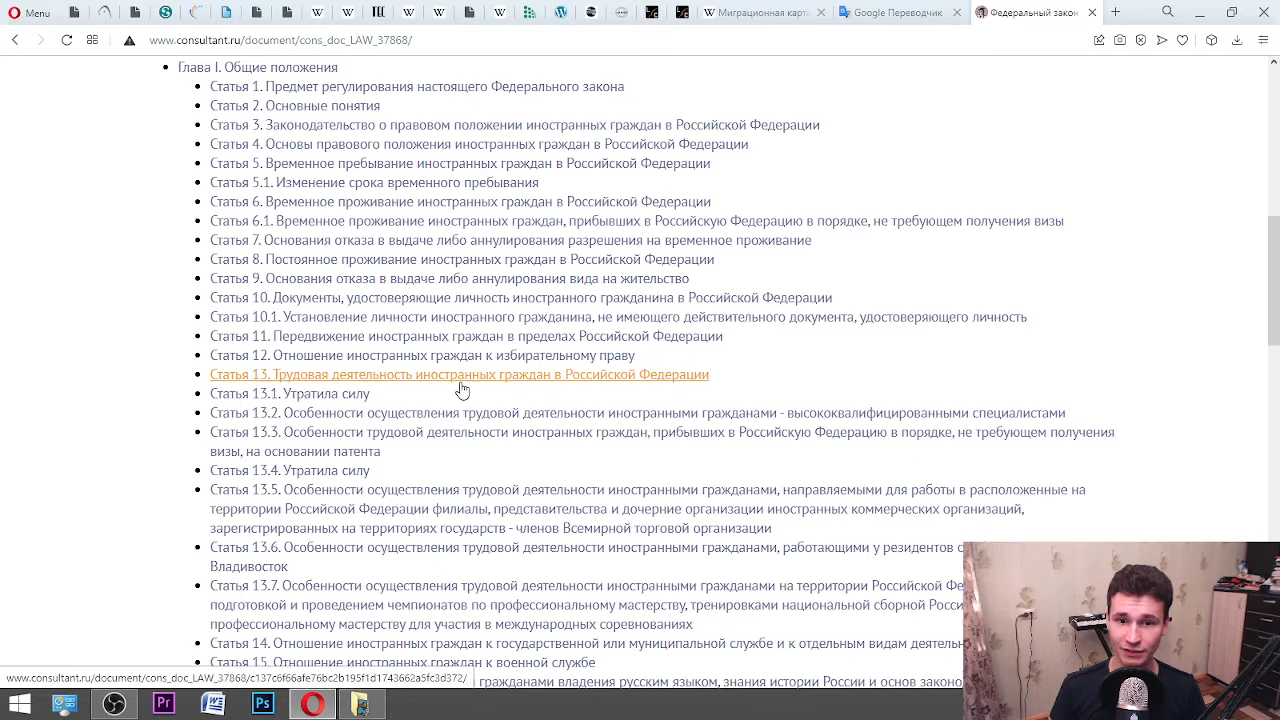 Menu
Миграционная карт
Google Переводчик
Федеральный закон
www.consultant.ru/document/cons_doc_LAW_37868/
Глава I. Общие положения
Статья 1. Предмет регулирования настоящего Федерального закона
Статья 2. Основные понятия
Статья 3. Законодательство о правовом положении иностранных граждан в Российской Федерации
Статья 4. Основы правового положения иностранных граждан в Российской Федерации
Статья 5. Временное пребывание иностранных граждан в Российской Федерации
Статья 5.1. Изменение срока временного пребывания
Статья 6. Временное проживание иностранных граждан в Российской Федерации
Статья 6.1. Временное проживание иностранных граждан, прибывших в Российскую Федерацию в порядке, не требующем получения визы
Статья 7. Основания отказа в выдаче либо аннулирования разрешения на временное проживание
Статья 8. Постоянное проживание иностранных граждан в Российской Федерации
Статья 9. Основания отказа в выдаче либо аннулирования вида на жительство
Статья 10. Документы, удостоверяющие личность иностранного гражданина в Российской Федерации
Статья 10.1. Установление личности иностранного гражданина, не имеющего действительного документа, удостоверяющего личность
Статья 11. Передвижение иностранных граждан в пределах Российской Федерации
Статья 12. Отношение иностранных граждан к избирательному праву
Статья 13. Трудовая деятельность иностранных граждан в Российской Федерации
Статья 13.1. Утратила силу
Статья 13.2. Особенности осуществления трудовой деятельности иностранными гражданами - высококвалифицированными специалистами
Статья 13.3. Особенности трудовой деятельности иностранных граждан, прибывших в Российскую Федерацию в порядке, не требующем получения
визы, на основании патента
Статья 13.4. Утратила силу
Статья 13.5. Особенности осуществления трудовой деятельности иностранными гражданами, направляемыми для работы в расположенные на
территории Российской Федерации филиалы, представительства и дочерние организации иностранных коммерческих организаций,
зарегистрированных на территориях государств - членов Всемирной торговой организации
Статья 13.6. Особенности осуществления трудовой деятельности иностранными гражданами, работающими у резидентов с
Владивосток
Статья 13.7. Особенности осуществления трудовой деятельности иностранными гражданами на территории Российской Фе
подготовкой и проведением чемпионатов по профессиональному мастерству, тренировками национальной сборной Росси
профессиональному мастерству для участия в международных соревнованиях
Статья 14. Отношение иностранных граждан к государственной или муниципальной службе и к отдельным видам деятельн
Статья 15. Отношение иностранных граждан к военной службе
www.consultant.ru/document/cons_doc_LAW_37868/c137c6f66afe76bc2b195f1d1743662a5fc3d372/
гражданами владения русским языком, знания истории России и основ законо
Pr
W
Ps